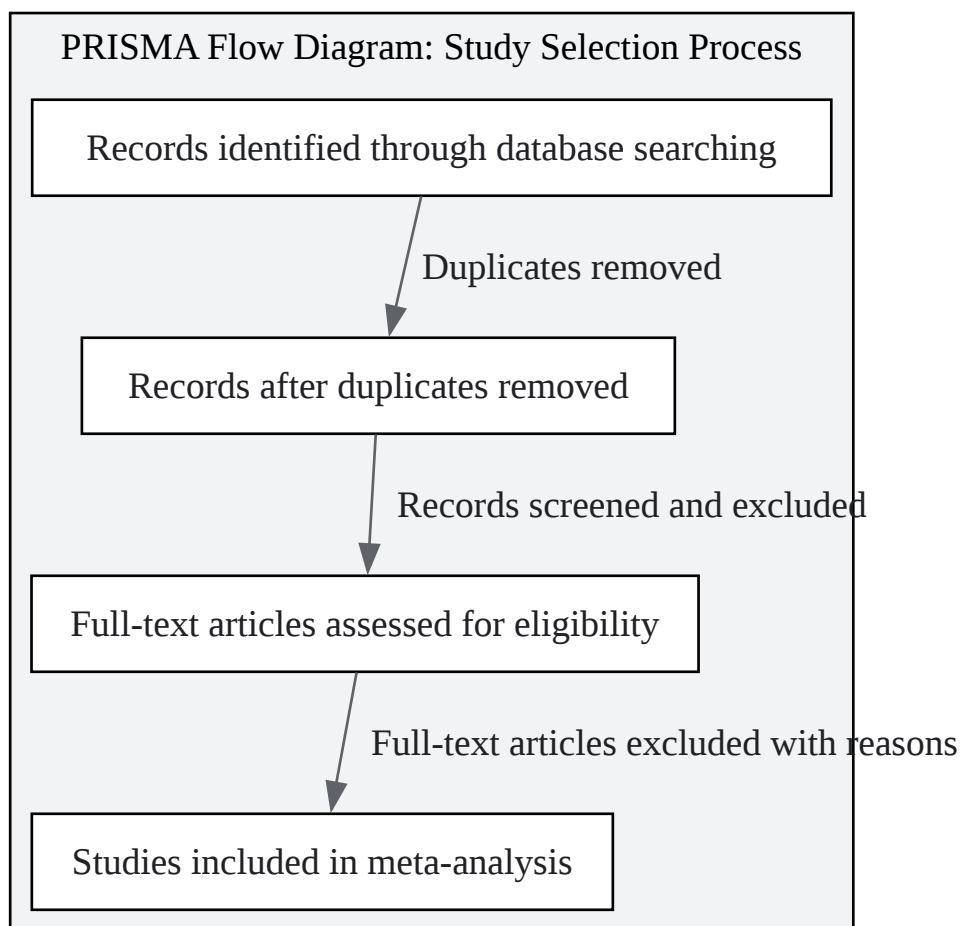 PRISMA Flow Diagram: Study Selection Process
Records identified through database searching
Duplicates removed
Records after duplicates removed
Records screened and excluded
Full-text articles assessed for eligibility
Full-text articles excluded with reasons
Studies included in meta-analysis